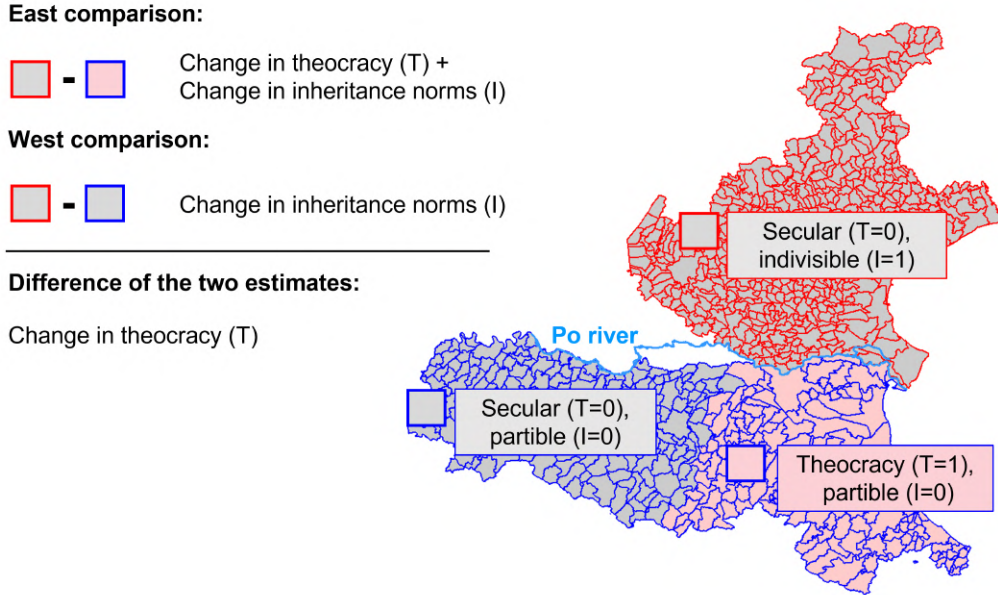 East comparison:
- Change in theocracy (T) +
Change in inheritance norms (I)
West comparison:
- Change in inheritance norms (I)
Difference of the two estimates:
Change in theocracy (T)
Secular (T=0),
indivisible (I=1)
Po river
Secular (T=0),
partible (I=0)
Theocracy (T=1),
partible (I=0)